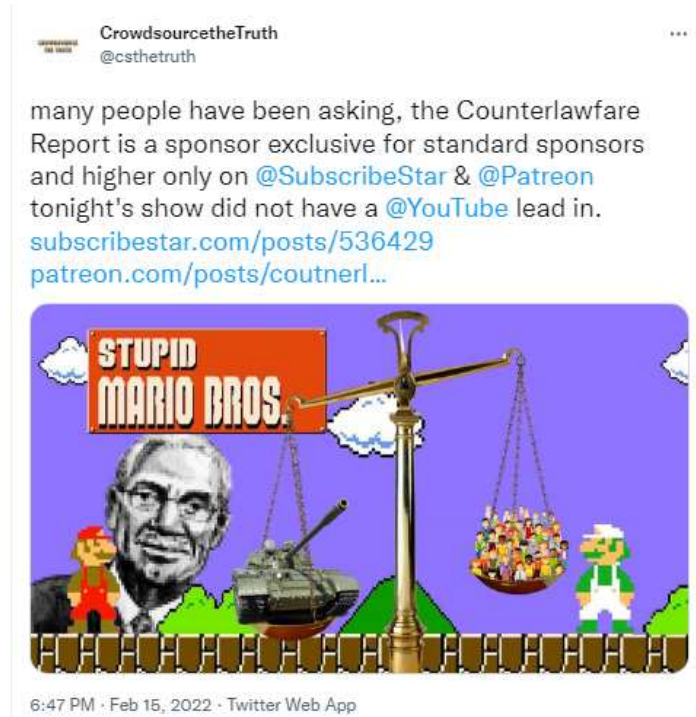 CrowdsourcetheTruth
@csthetruth
many people have been asking, the Counterlawfare
Report is a sponsor exclusive for standard sponsors
and higher only on @SubscribeStar & @Patreon
tonight's show did not have a @YouTube lead in.
subscribestar.com/posts/536429
patreon.com/posts/coutnerl...
STUPID
MARIO BROS.
6:47 PM · Feb 15, 2022 · Twitter Web App